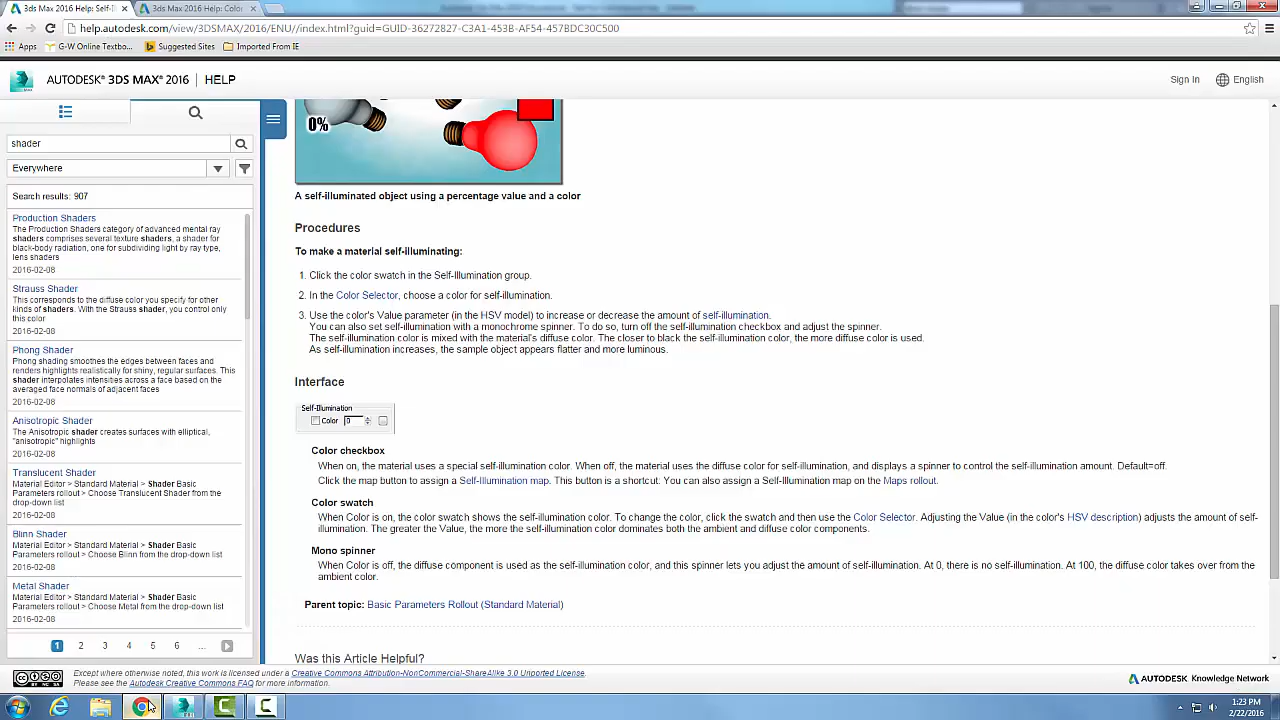 3ds Max 2016 Help: Self-I
3ds Max 2016 Help: Color
help.autodesk.com/view/3DSMAX/2016/ENU//index.html?guid=GUID-36272827-C3A1-453B-AF54-457BDC30C500
Apps
G-W Online Textbo...
Suggested Sites
Imported From IE
AUTODESK® 3DS MAX® 2016 | HELP
Sign In
English
shader
Everywhere
Search results: 907
Production Shaders
The Production Shaders category of advanced mental ray
shaders comprises several texture shaders, a shader for
black-body radiation, one for subdividing light by ray type,
lens shaders
2016-02-08
Strauss Shader
This corresponds to the diffuse color you specify for other
kinds of shaders. With the Strauss shader, you control only
this color
2016-02-08
Phong Shader
Phong shading smoothes the edges between faces and
renders highlights realistically for shiny, regular surfaces. This
shader interpolates intensities across a face based on the
averaged face normals of adjacent faces
2016-02-08
Anisotropic Shader
The Anisotropic shader creates surfaces with elliptical,
"anisotropic" highlights
2016-02-08
Translucent Shader
Material Editor > Standard Material > Shader Basic
Parameters rollout > Choose Translucent Shader from the
drop-down list
2016-02-08
Blinn Shader
Material Editor > Standard Material > Shader Basic
Parameters rollout > Choose Blinn from the drop-down list
2016-02-08
Metal Shader
Material Editor > Standard Material > Shader Basic
Parameters rollout > Choose Metal from the drop-down list
2016-02-08
1 2 3 4 5 6 ...
0%
A self-illuminated object using a percentage value and a color
Procedures
To make a material self-illuminating:
1. Click the color swatch in the Self-Illumination group.
2. In the Color Selector, choose a color for self-illumination.
3. Use the color's Value parameter (in the HSV model) to increase or decrease the amount of self-illumination.
You can also set self-illumination with a monochrome spinner. To do so, turn off the self-illumination checkbox and adjust the spinner.
The self-illumination color is mixed with the material's diffuse color. The closer to black the self-illumination color, the more diffuse color is used.
As self-illumination increases, the sample object appears flatter and more luminous.
Interface
Self-Illumination
Color 0
Color checkbox
When on, the material uses a special self-illumination color. When off, the material uses the diffuse color for self-illumination, and displays a spinner to control the self-illumination amount. Default=off.
Click the map button to assign a Self-Illumination map. This button is a shortcut: You can also assign a Self-Illumination map on the Maps rollout.
Color swatch
When Color is on, the color swatch shows the self-illumination color. To change the color, click the swatch and then use the Color Selector. Adjusting the Value (in the color's HSV description) adjusts the amount of self-
illumination. The greater the Value, the more the self-illumination color dominates both the ambient and diffuse color components.
Mono spinner
When Color is off, the diffuse component is used as the self-illumination color, and this spinner lets you adjust the amount of self-illumination. At 0, there is no self-illumination. At 100, the diffuse color takes over from the
ambient color.
Parent topic: Basic Parameters Rollout (Standard Material)
Was this Article Helpful?
Except where otherwise noted, this work is licensed under a Creative Commons Attribution-NonCommercial-ShareAlike 3.0 Unported License.
Please see the Autodesk Creative Commons FAQ for more information.
AUTODESK Knowledge Network
1:23 PM
2/22/2016